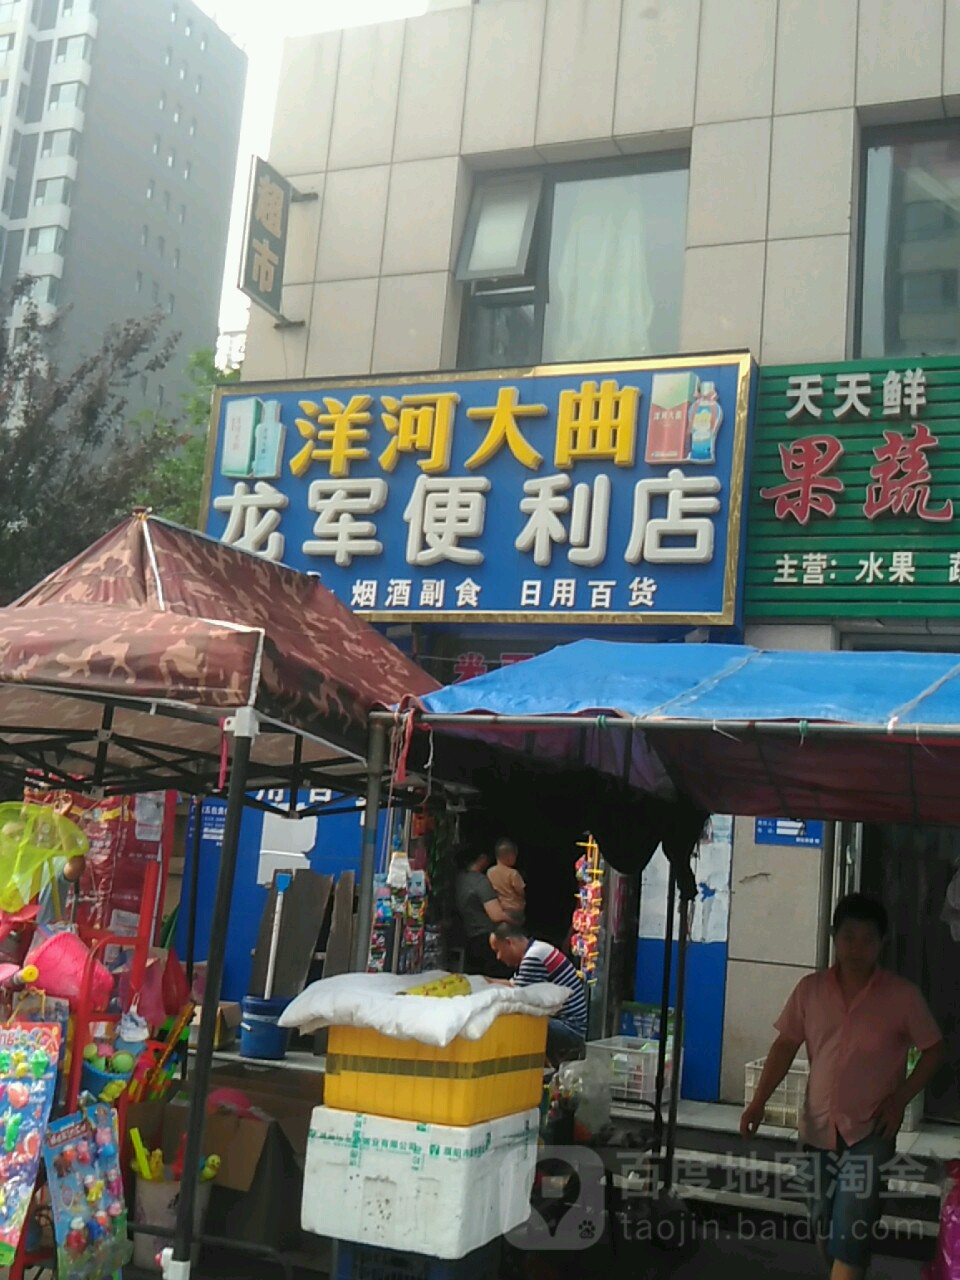 超市
洋河大曲
龙军便利店
烟酒副食 日用百货
天天鲜
果蔬
主营：水果
百度地图淘金
taojin.baidu.com